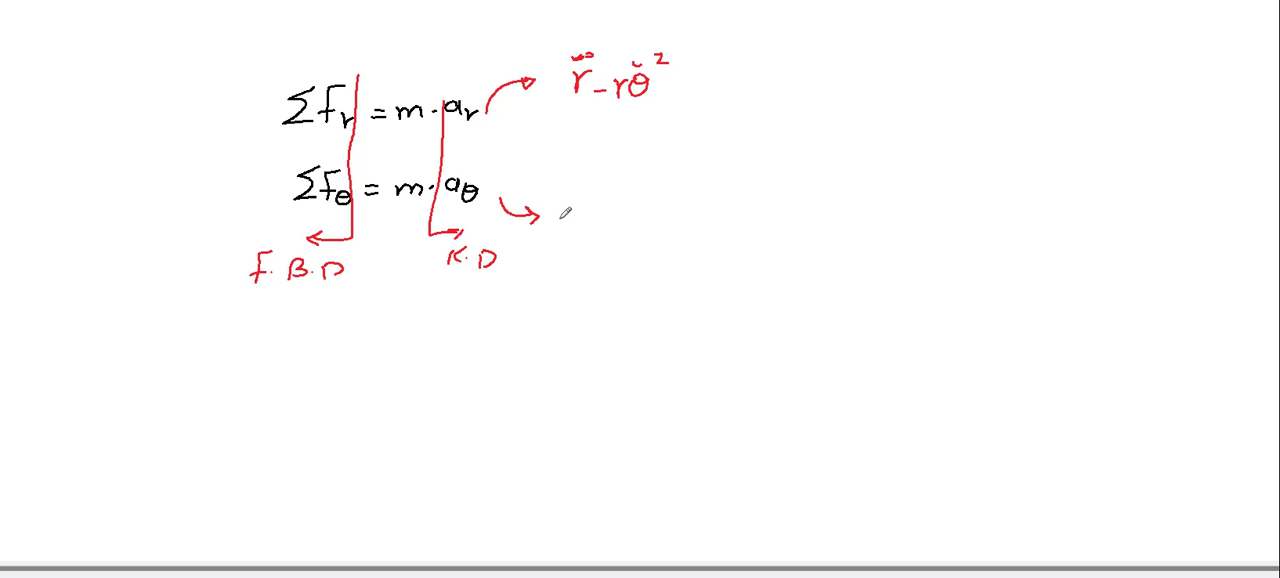 Σfr = m·ar → r̈ - rθ̇²
Σfθ = m·aθ →
f.B.D K.D